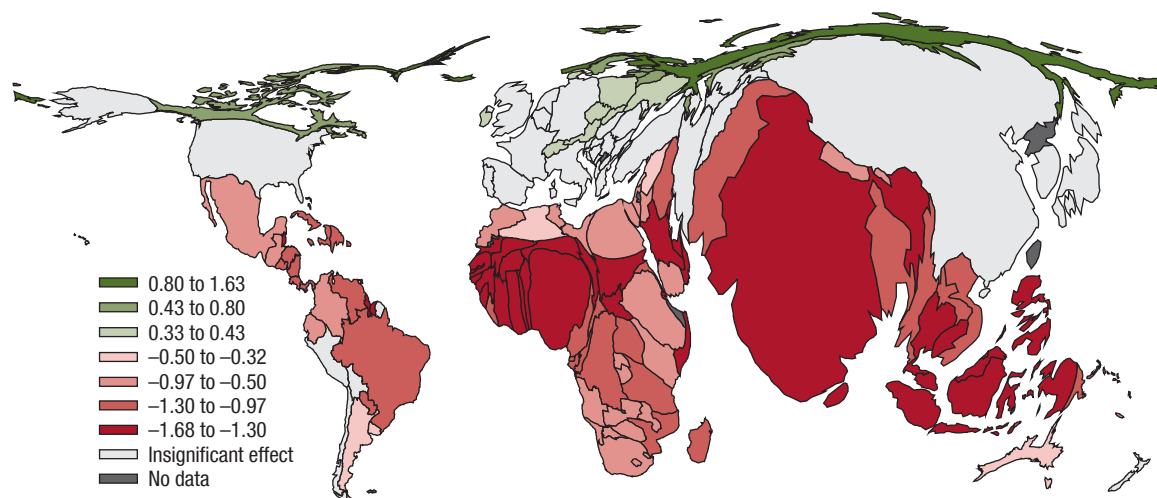 0.80 to 1.63
0.43 to 0.80
0.33 to 0.43
–0.50 to –0.32
–0.97 to –0.50
–1.30 to –0.97
–1.68 to –1.30
Insignificant effect
No data